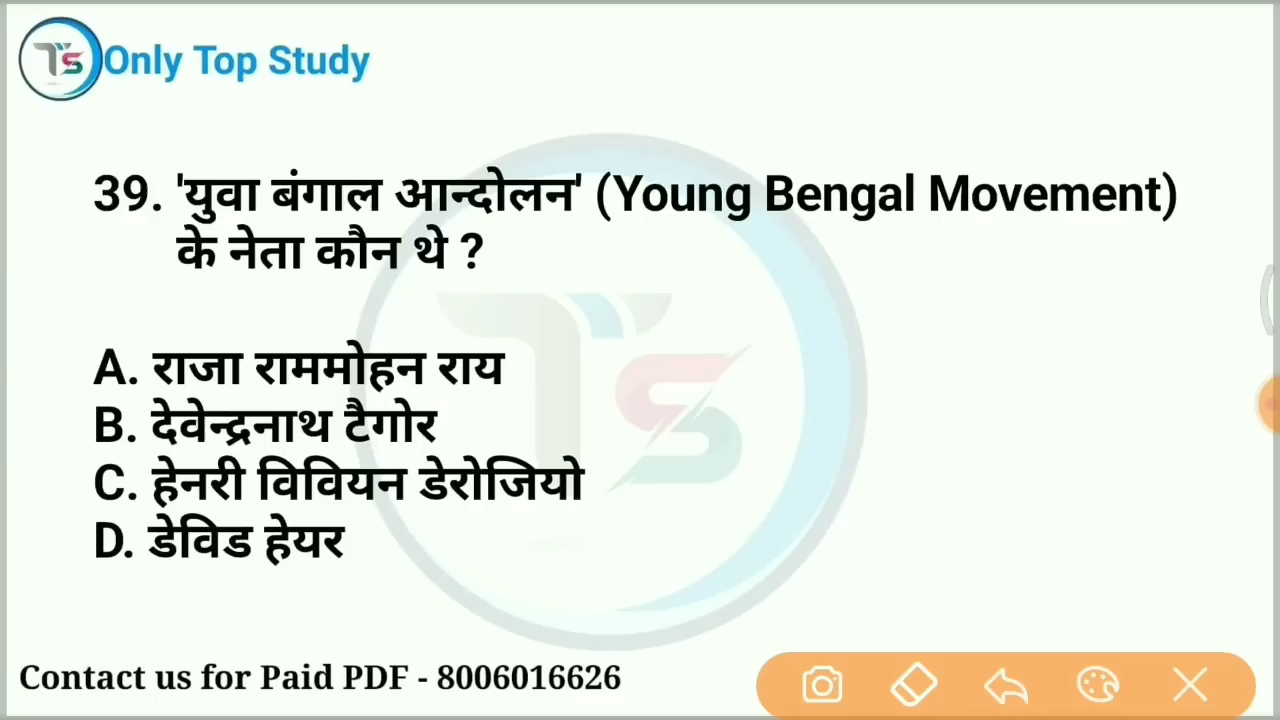 TS Only Top Study
39. 'युवा बंगाल आन्दोलन' (Young Bengal Movement)
के नेता कौन थे ?
A. राजा राममोहन राय
B. देवेन्द्रनाथ टैगोर
C. हेनरी विवियन डेरोजियो
D. डेविड हेयर
Contact us for Paid PDF - 8006016626